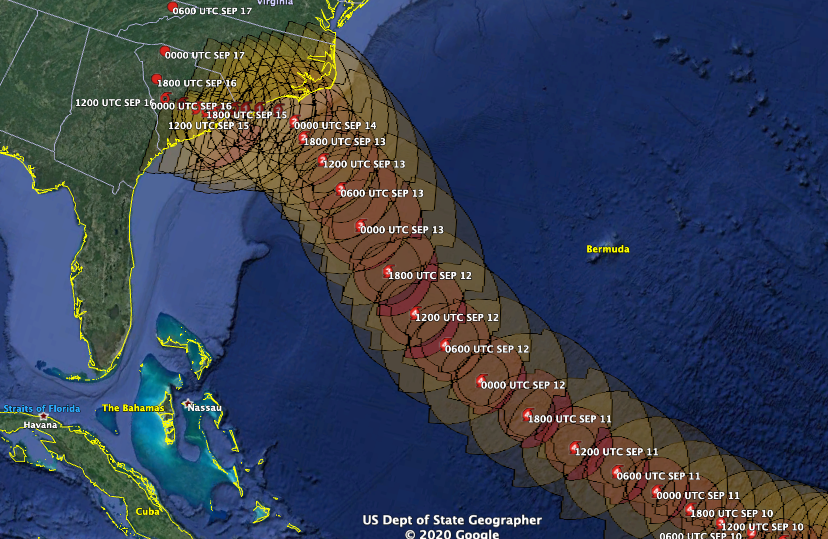 Virginia
0600 UTC SEP 17
0000 UTC SEP 17
1800 UTC SEP 16
1200 UTC SEP 16
0000 UTC SEP 16
1800 UTC SEP 15
1200 UTC SEP 15
0000 UTC SEP 14
1800 UTC SEP 13
1200 UTC SEP 13
0600 UTC SEP 13
0000 UTC SEP 13
Bermuda
1800 UTC SEP 12
1200 UTC SEP 12
0600 UTC SEP 12
0000 UTC SEP 12
Straits of Florida
The Bahamas
Nassau
Havana
1800 UTC SEP 11
1200 UTC SEP 11
0600 UTC SEP 11
0000 UTC SEP 11
Cuba
1800 UTC SEP 10
US Dept of State Geographer
1200 UTC SEP 10
© 2020 Google
0600 UTC SEP 10